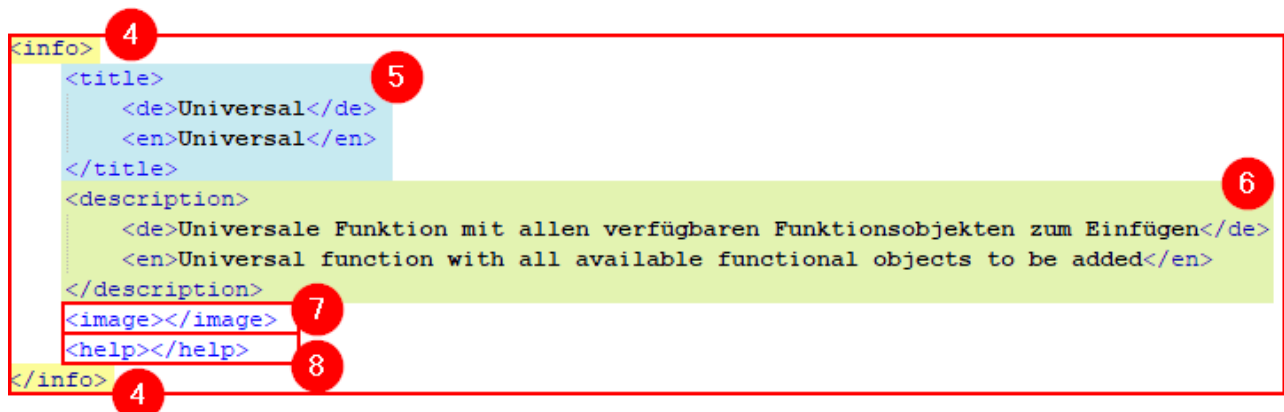 4
<info>
<title> 5
<de>Universal</de>
<en>Universal</en>
</title>
6
<description>
<de>Universale Funktion mit allen verfügbaren Funktionsobjekten zum Einfügen</de>
<en>Universal function with all available functional objects to be added</en>
</description>
<image></image> 7
<help></help>
8
</info>
4